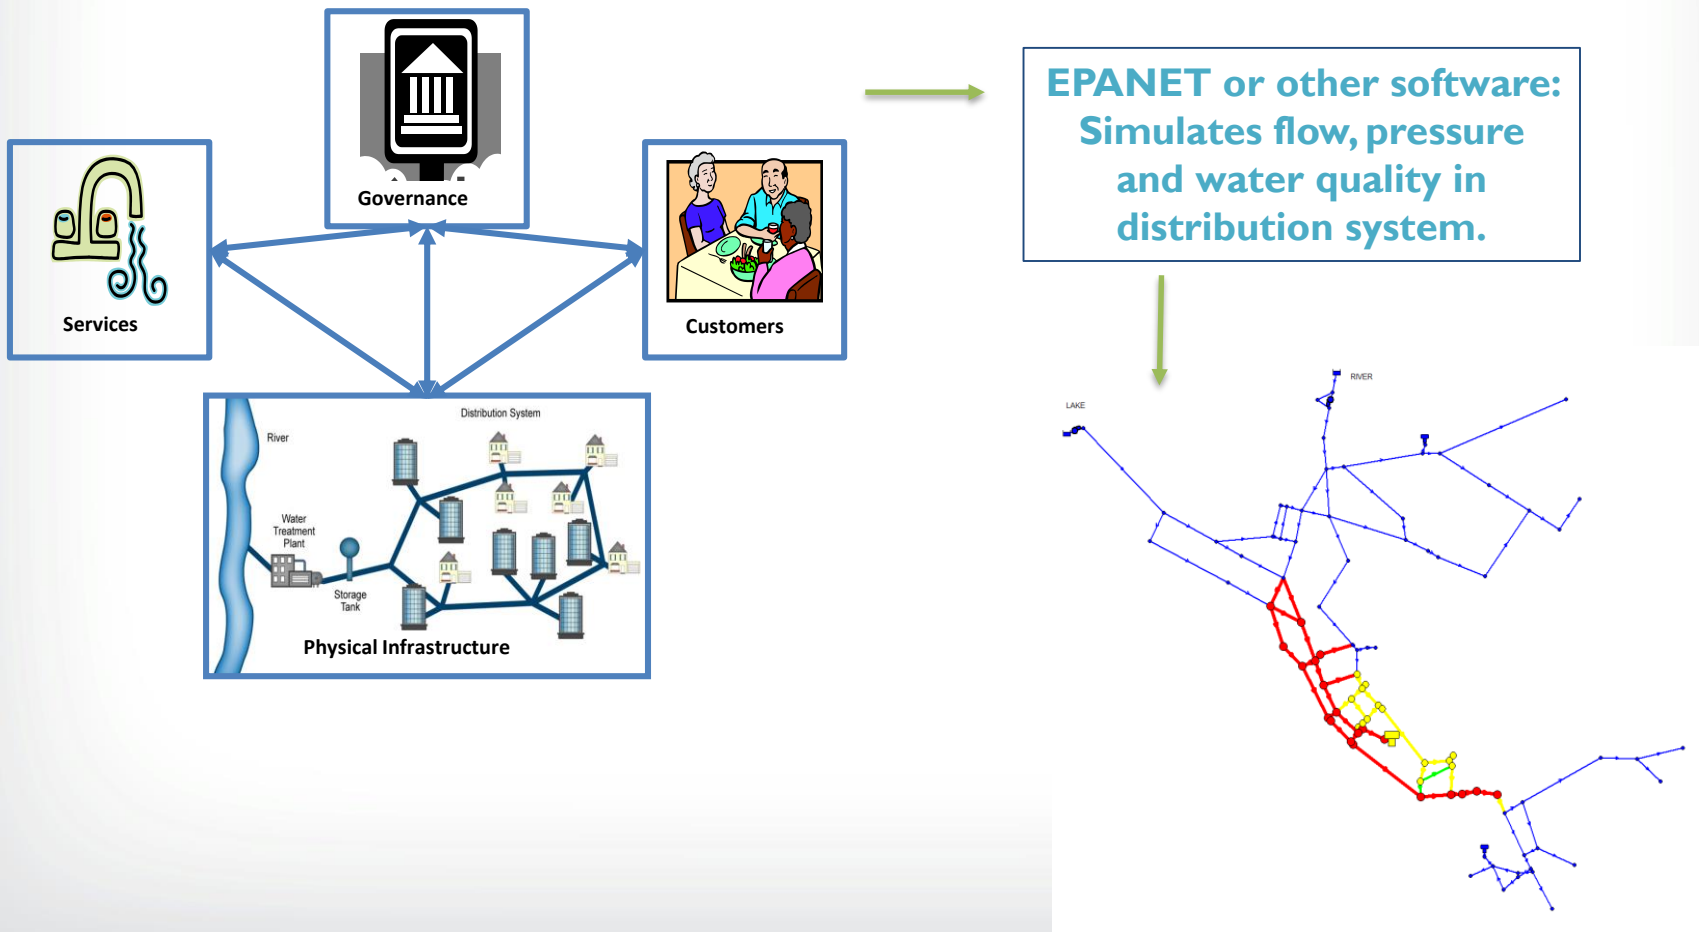 Governance
Services
Customers
Distribution System
River
Water
Treatment
Plant
Storage
Tank
Physical Infrastructure
EPANET or other software:
Simulates flow, pressure
and water quality in
distribution system.
RIVER
LAKE